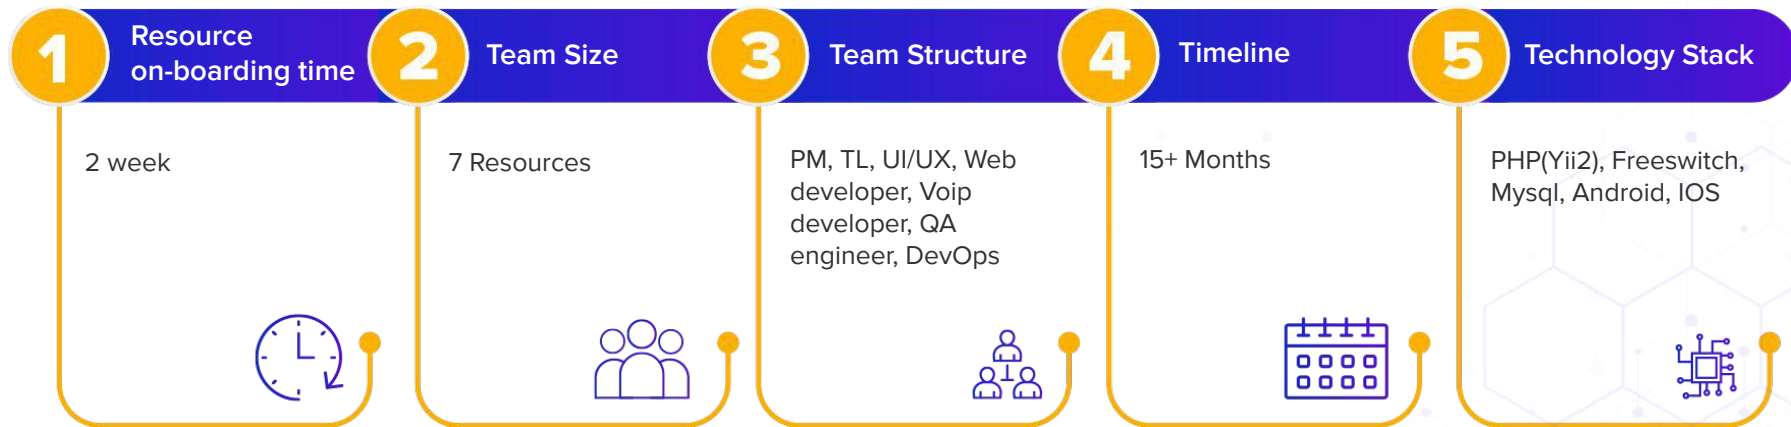 1
Resource
on-boarding time
2 week
2
Team Size
7 Resources
3
Team Structure
PM, TL, UI/UX, Web
developer, Voip
developer, QA
engineer, DevOps
4
Timeline
15+ Months
5
Technology Stack
PHP(Yii2), Freeswitch,
Mysql, Android, IOS